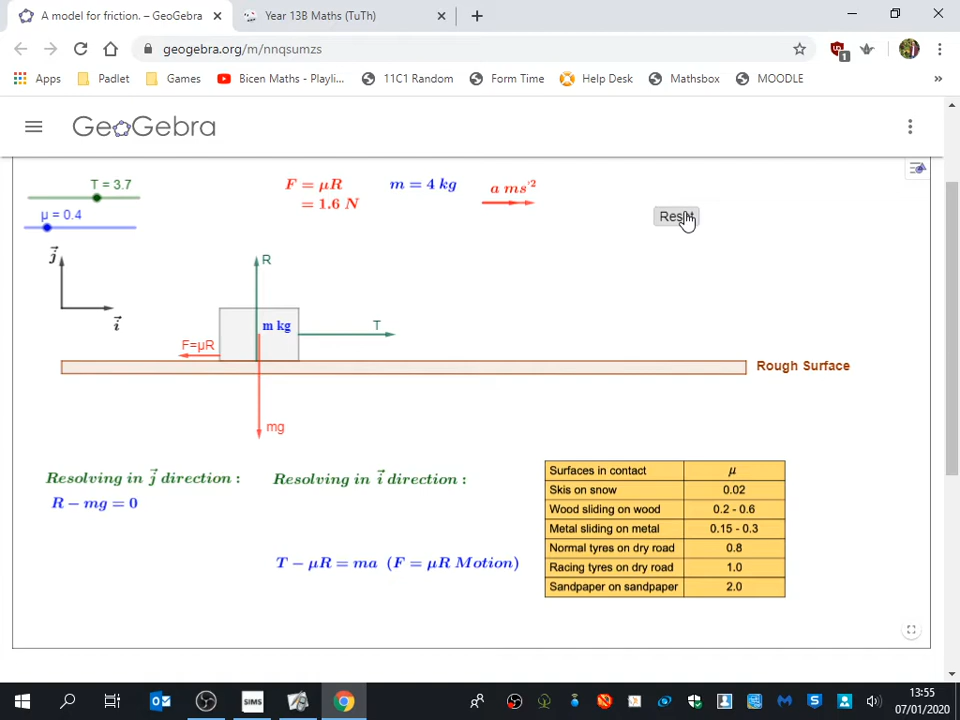 A model for friction. – GeoGebra
Year 13B Maths (TuTh)
geogebra.org/m/nnqsumzs
1
Apps
Padlet
Games
Bicen Maths - Playli...
11C1 Random
Form Time
Help Desk
Mathsbox
MOODLE
»
GeoGebra
T = 3.7
F = μR
m = 4 kg
a ms⁻²
= 1.6 N
μ = 0.4
Reset
j
R
i
m kg
T
F=μR
Rough Surface
mg
Resolving in j direction :
Resolving in i direction :
R − mg = 0
T − μR = ma (F = μR Motion)
Surfaces in contact μ
Skis on snow 0.02
Wood sliding on wood 0.2 - 0.6
Metal sliding on metal 0.15 - 0.3
Normal tyres on dry road 0.8
Racing tyres on dry road 1.0
Sandpaper on sandpaper 2.0
SIMS
13:55
07/01/2020